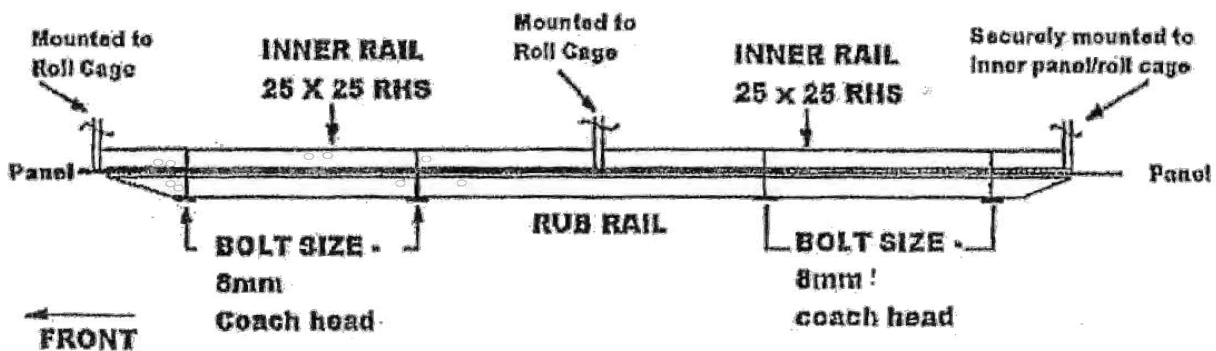 Mounted to
Roll Cage
INNER RAIL
25 X 25 RHS
Mounted to
Roll Cage
INNER RAIL
25 x 25 RHS
Securely mounted to
Inner panel/roll cage
Panel
Panel
RUB RAIL
BOLT SIZE -
8mm
Coach head
BOLT SIZE -
8mm
coach head
FRONT